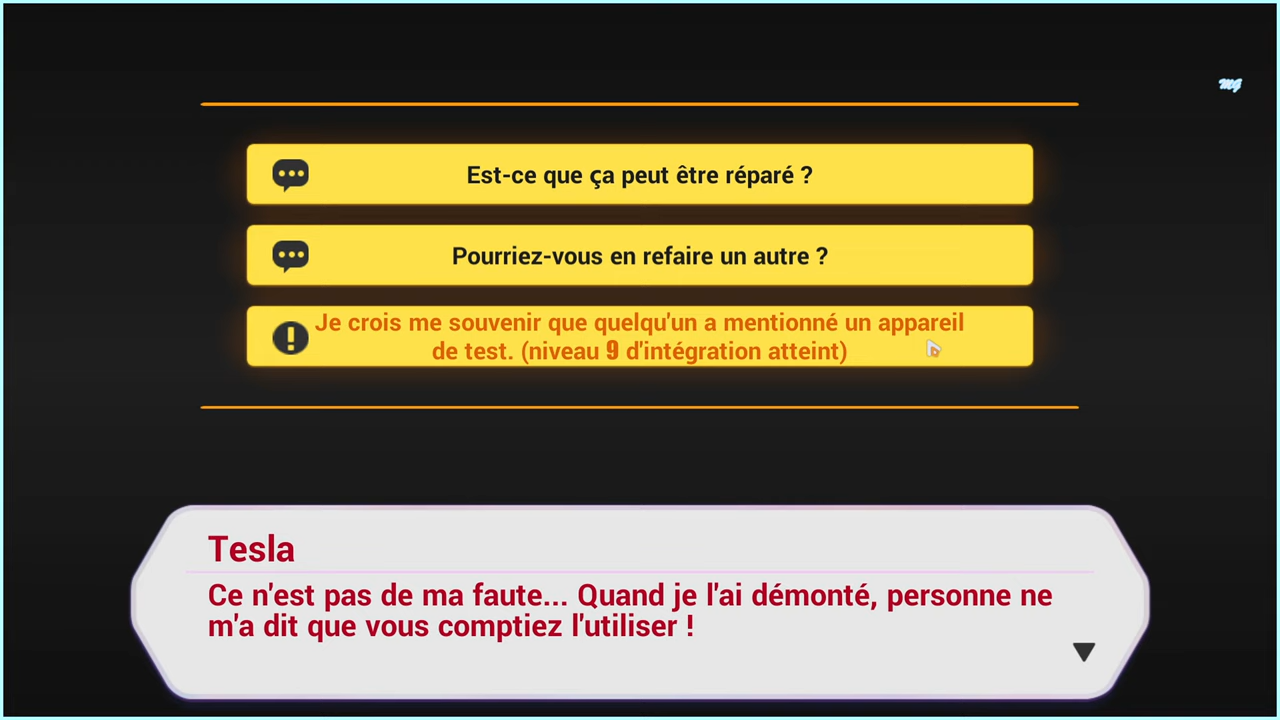 MG
Est-ce que ça peut être réparé ?
Pourriez-vous en refaire un autre ?
Je crois me souvenir que quelqu'un a mentionné un appareil
de test. (niveau 9 d'intégration atteint)
Tesla
Ce n'est pas de ma faute... Quand je l'ai démonté, personne ne
m'a dit que vous comptiez l'utiliser !